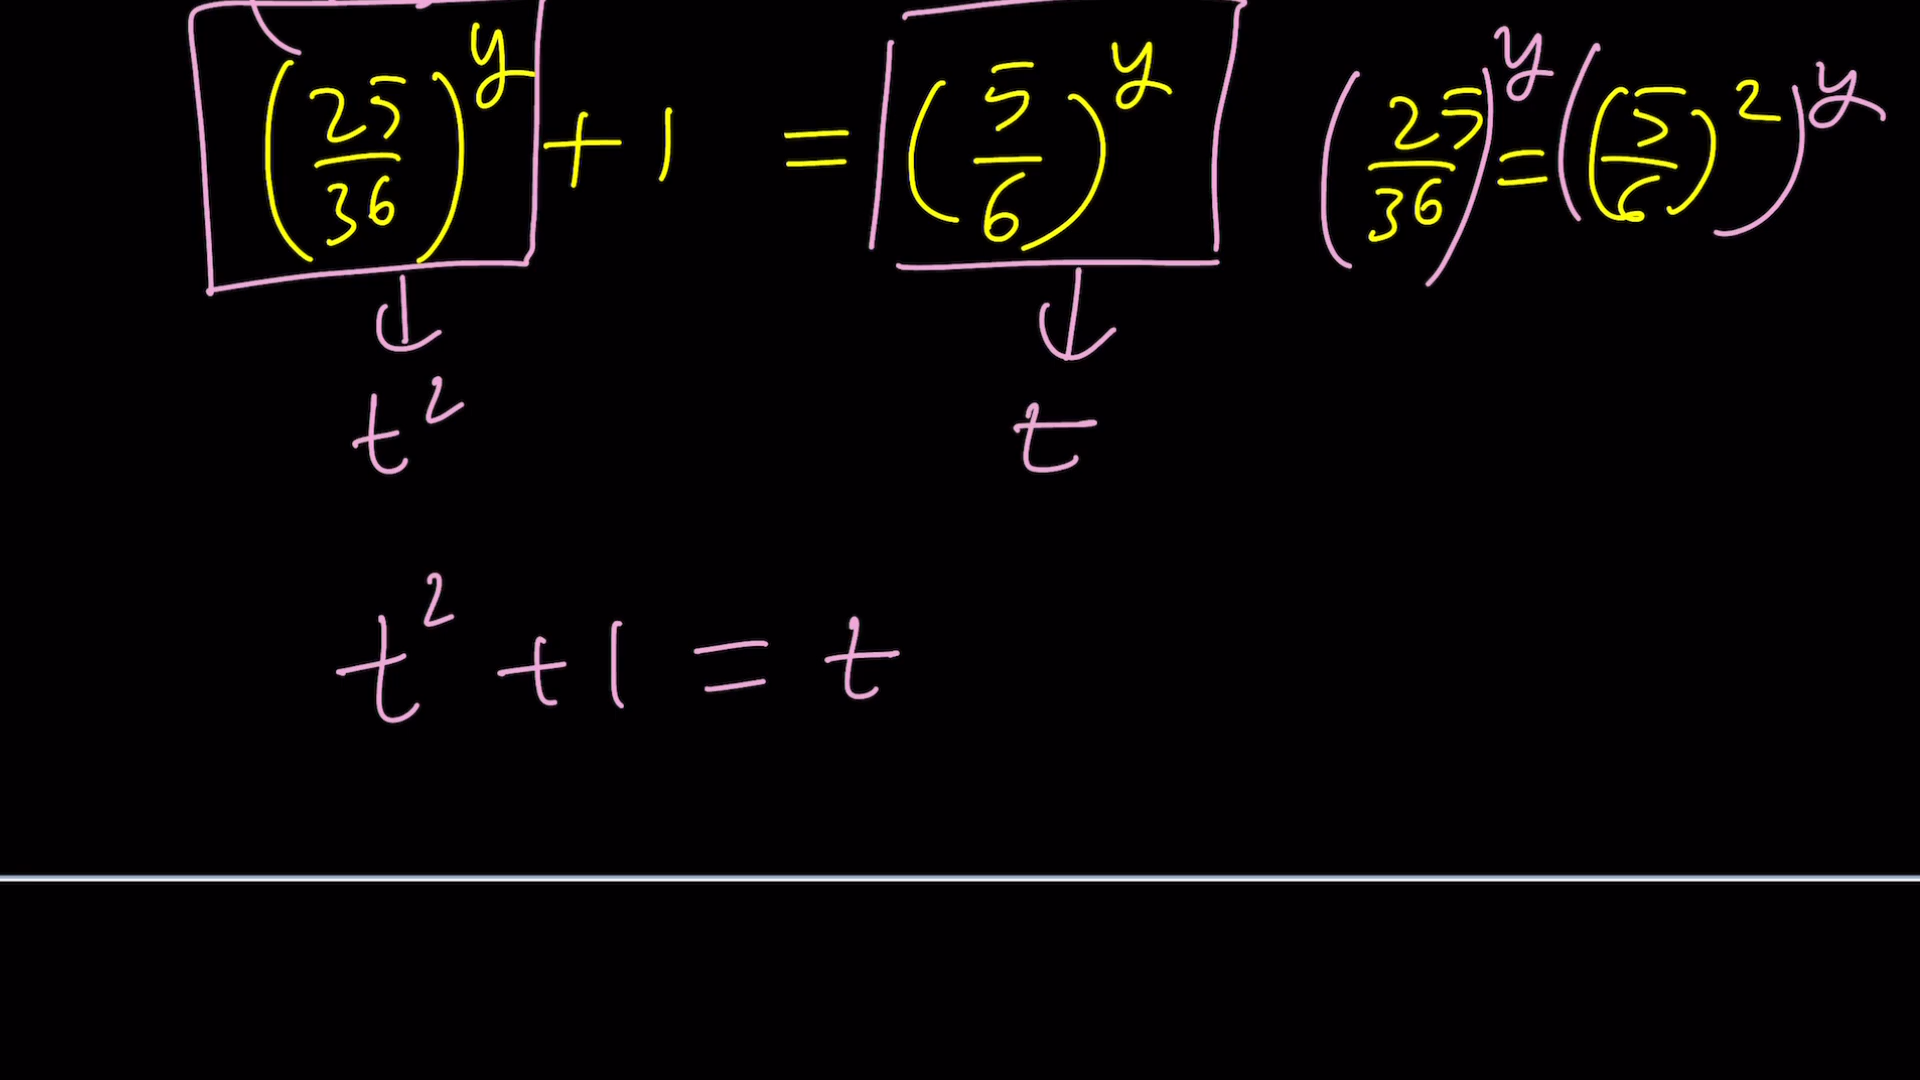 (25/36)^y + 1 = (5/6)^y (25/36)^y = ((5/6)^2)^y
t^2 t
t^2 + 1 = t